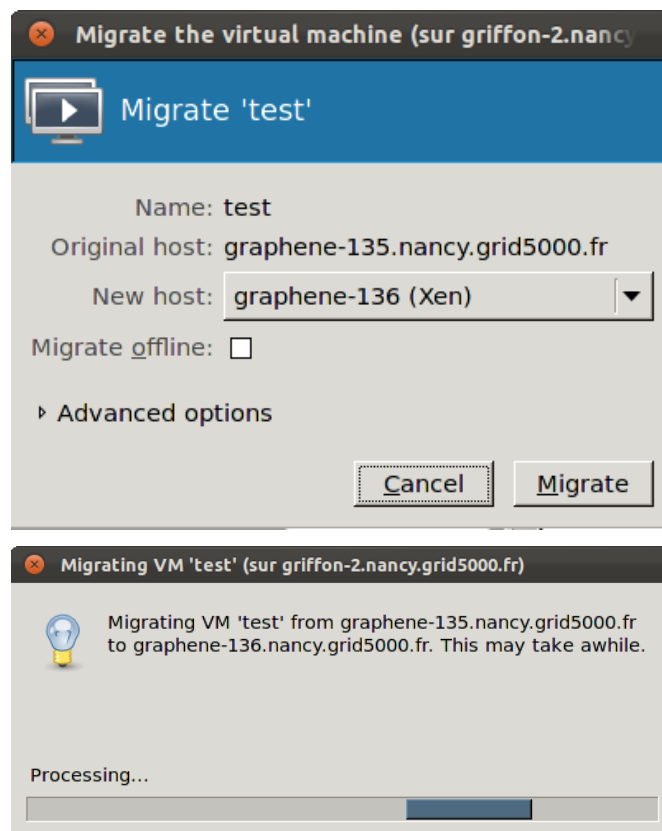 Migrate the virtual machine (sur griffon-2.nancy
Migrate 'test'
Name: test
Original host: graphene-135.nancy.grid5000.fr
New host: graphene-136 (Xen)
Migrate offline:
Advanced options
Cancel Migrate
Migrating VM 'test' (sur griffon-2.nancy.grid5000.fr)
Migrating VM 'test' from graphene-135.nancy.grid5000.fr
to graphene-136.nancy.grid5000.fr. This may take awhile.
Processing...